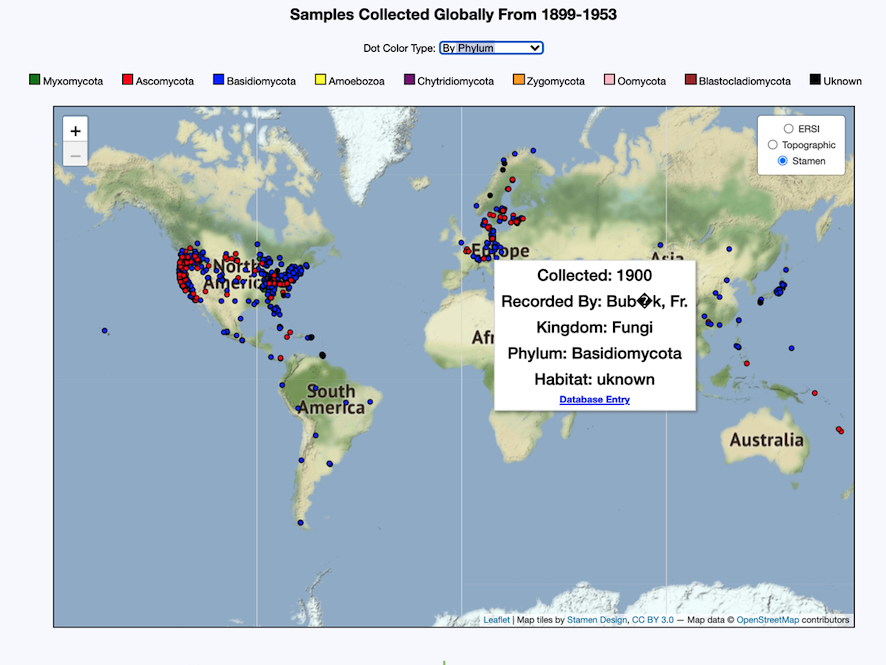 Samples Collected Globally From 1899-1953
Dot Color Type: By Phylum
Myxomycota Ascomycota Basidiomycota Amoebozoa Chytridiomycota Zygomycota Oomycota Blastocladiomycota Uknown
+
−
ERSI
Topographic
Stamen
North
America
Europe
Asia
Collected: 1900
Recorded By: Bub�k, Fr.
Kingdom: Fungi
Phylum: Basidiomycota
Habitat: uknown
Database Entry
Af
South
America
Australia
Leaflet | Map tiles by Stamen Design, CC BY 3.0 — Map data © OpenStreetMap contributors